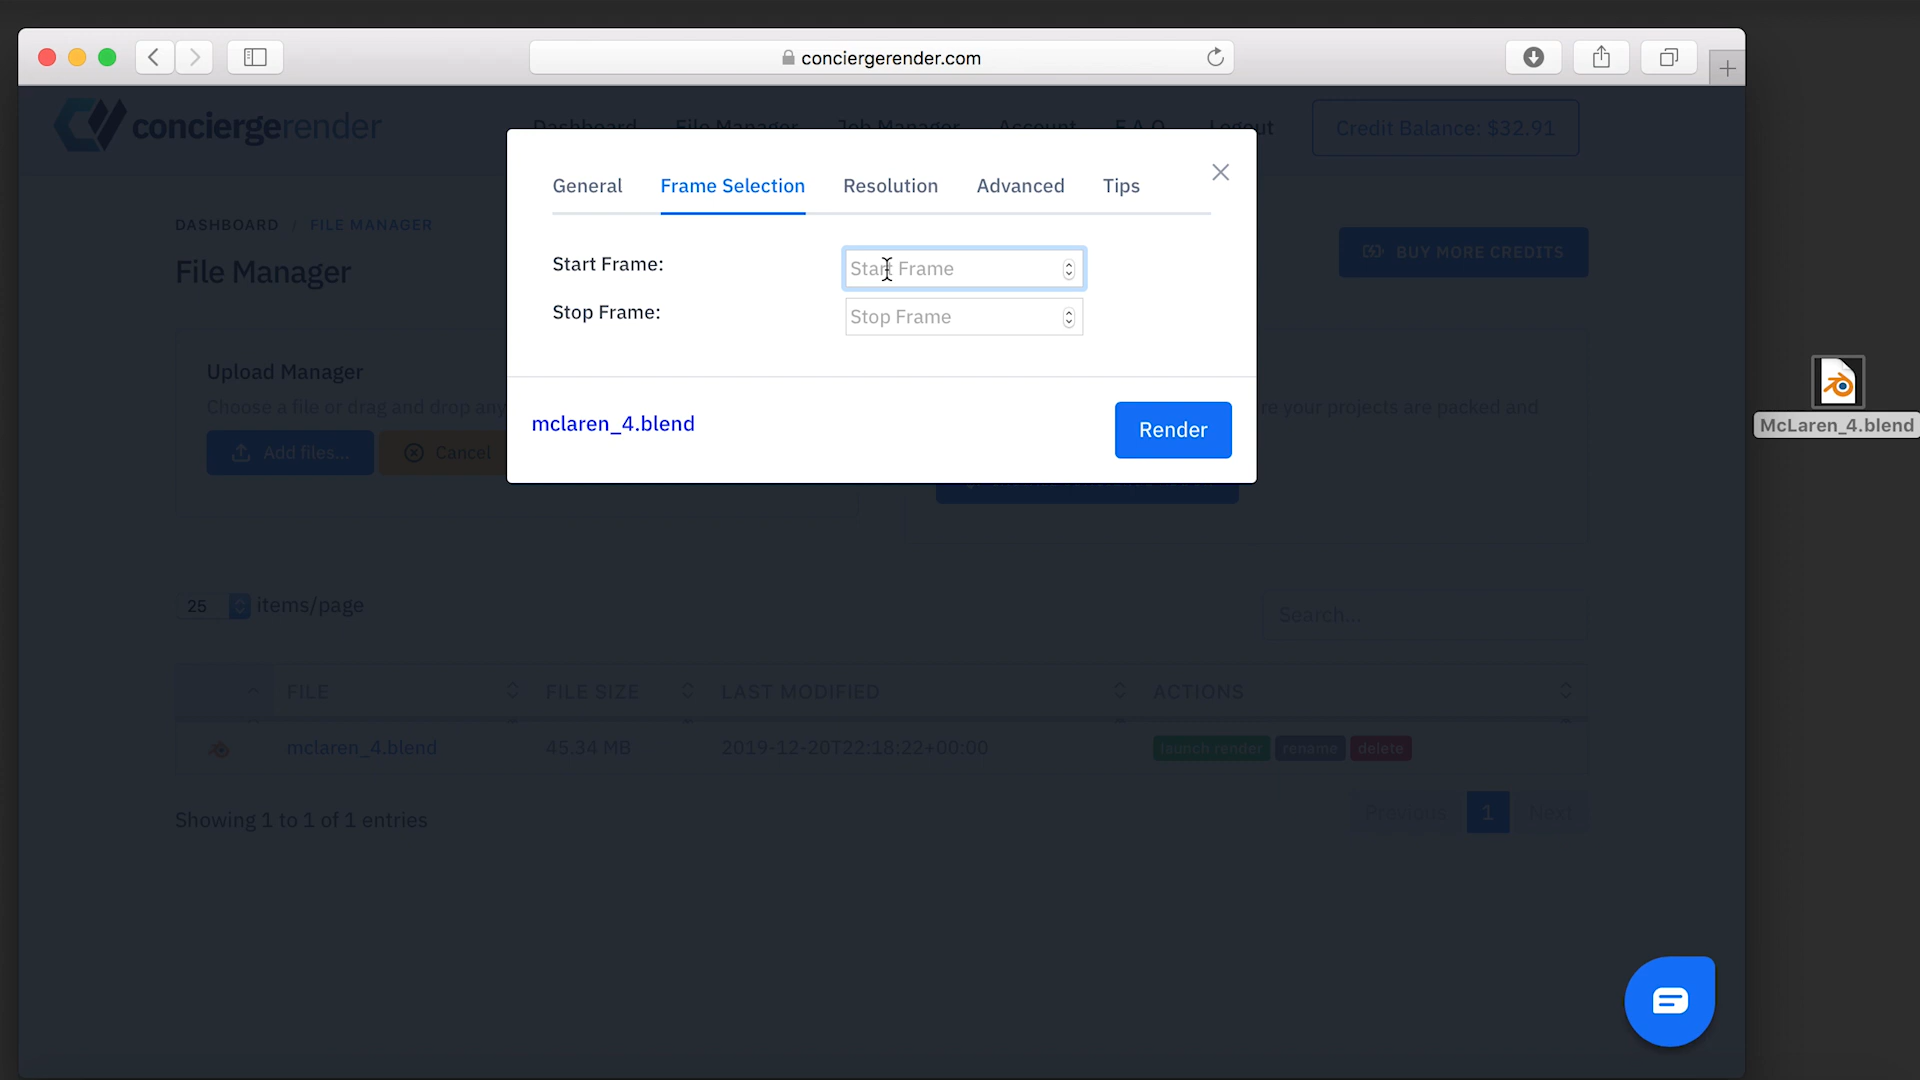 conciergerender.com
conciergerender
Dashboard File Manager Job Manager Account F.A.Q. Logout
Credit Balance: $32.91
General Frame Selection Resolution Advanced Tips
DASHBOARD / FILE MANAGER
File Manager
BUY MORE CREDITS
Start Frame: Start Frame
Stop Frame: Stop Frame
Upload Manager
Choose a file or drag and drop any
re your projects are packed and
mclaren_4.blend
Render
Add files...
Cancel
McLaren_4.blend
25 items/page
Search...
FILE FILE SIZE LAST MODIFIED ACTIONS
mclaren_4.blend 45.34 MB 2019-12-20T22:18:22+00:00 launch render rename delete
Showing 1 to 1 of 1 entries
Previous 1 Next